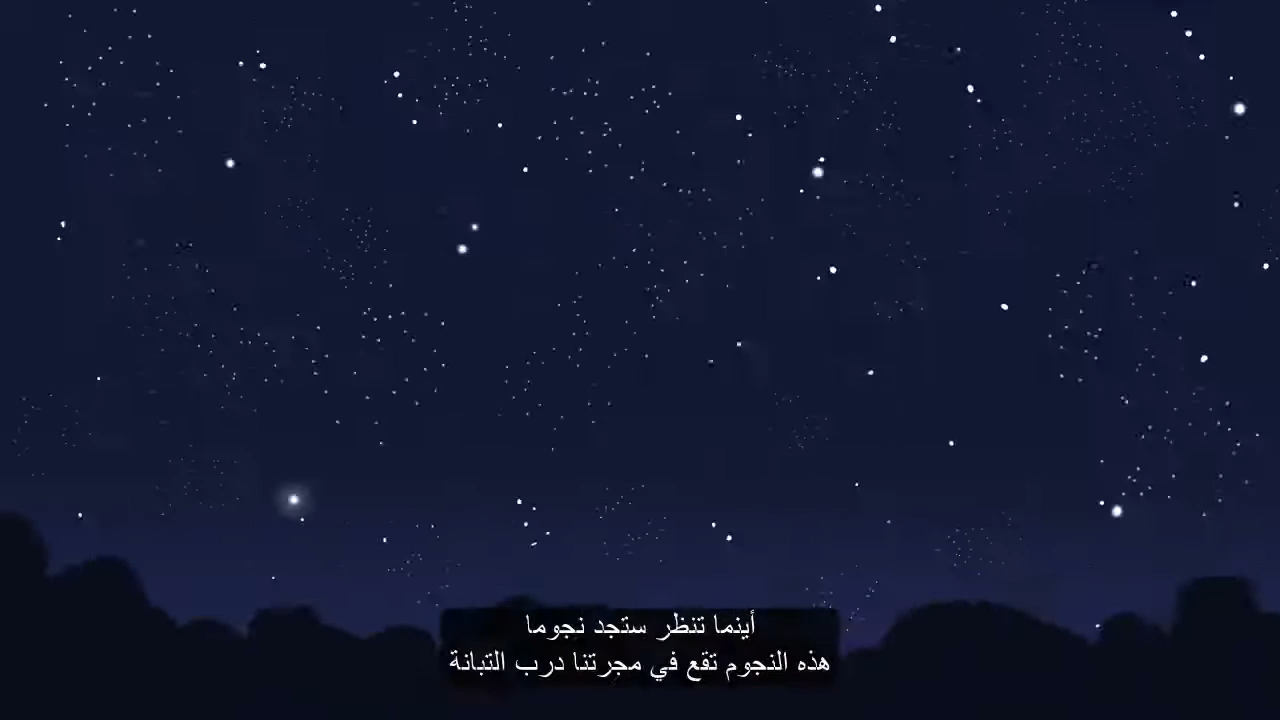 أينما تنظر ستجد نجوما
هذه النجوم تقع في مجرتنا درب التبانة